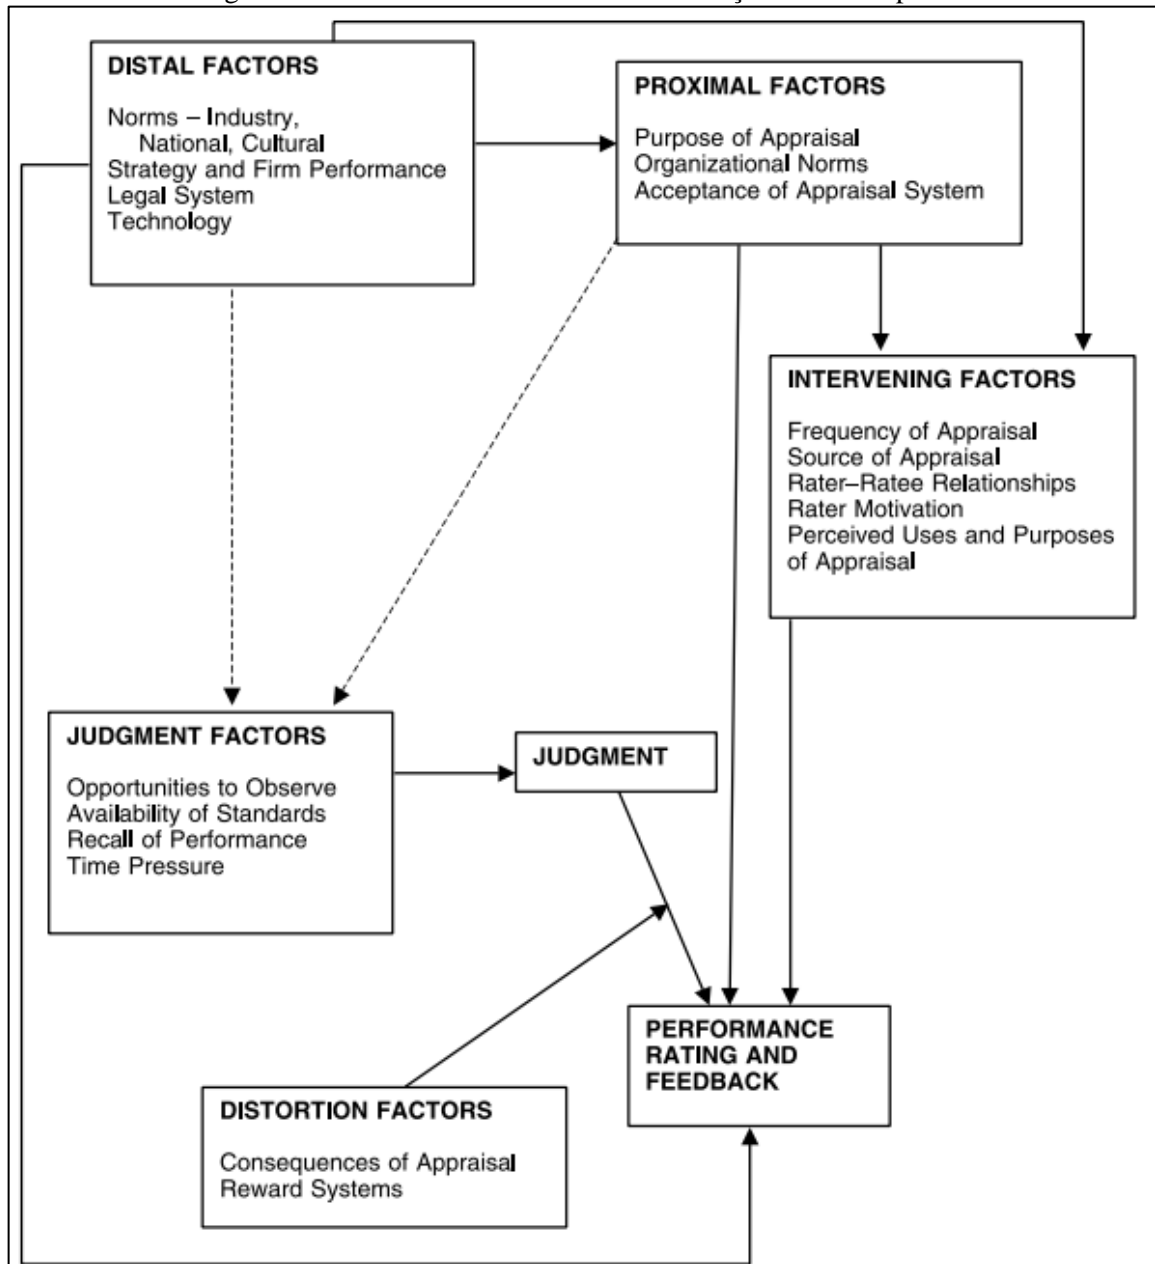 DISTAL FACTORS
Norms – Industry,
National, Cultural
Strategy and Firm Performance
Legal System
Technology
PROXIMAL FACTORS
Purpose of Appraisal
Organizational Norms
Acceptance of Appraisal System
INTERVENING FACTORS
Frequency of Appraisal
Source of Appraisal
Rater–Ratee Relationships
Rater Motivation
Perceived Uses and Purposes
of Appraisal
JUDGMENT FACTORS
Opportunities to Observe
Availability of Standards
Recall of Performance
Time Pressure
JUDGMENT
PERFORMANCE
RATING AND
FEEDBACK
DISTORTION FACTORS
Consequences of Appraisal
Reward Systems